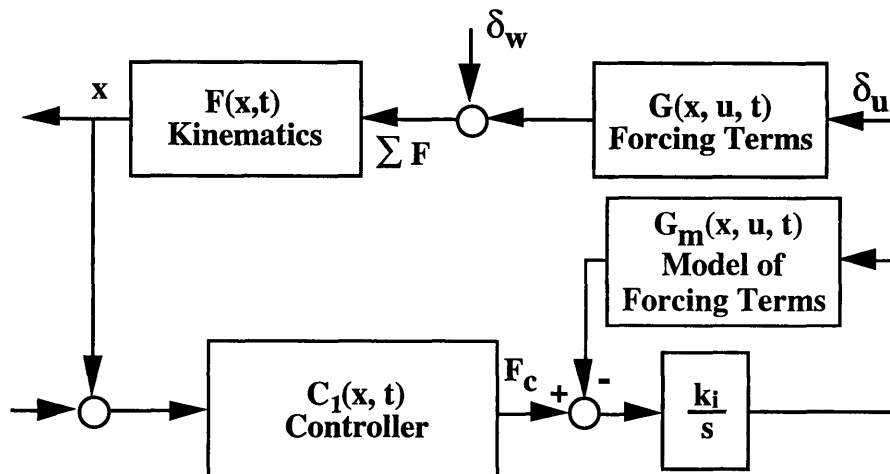 δw
x
F(x,t)
Kinematics
∑ F
G(x, u, t)
Forcing Terms
δu
Gm(x, u, t)
Model of
Forcing Terms
C1(x, t)
Controller
Fc
+
-
ki
s